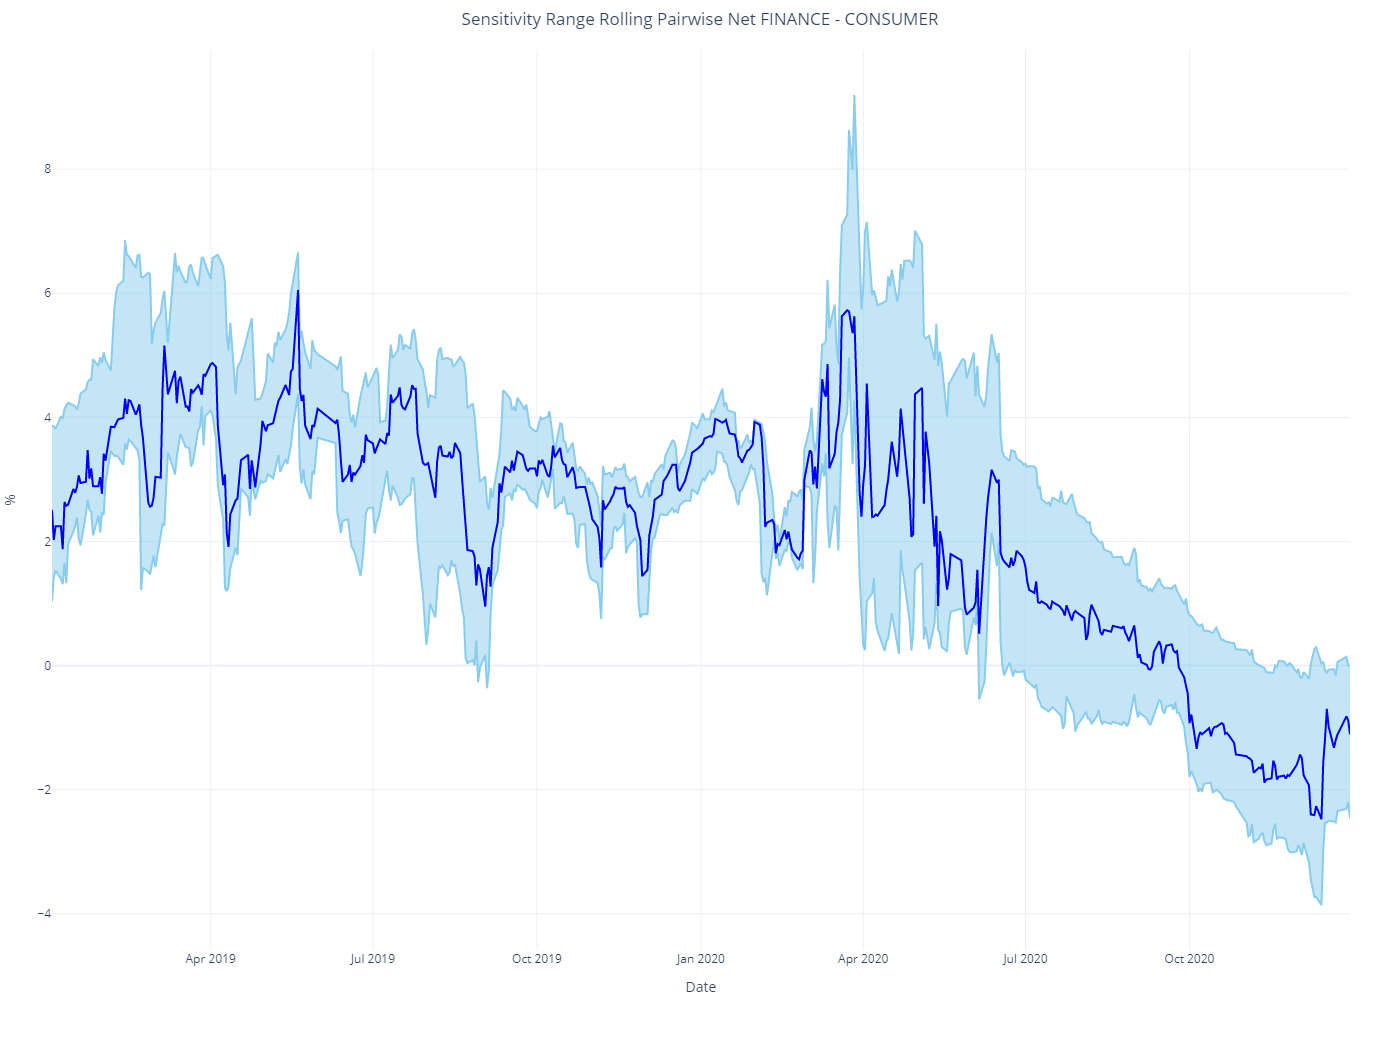 Sensitivity Range Rolling Pairwise Net FINANCE - CONSUMER
8
6
4
2
0
−2
−4
%
Apr 2019
Jul 2019
Oct 2019
Jan 2020
Apr 2020
Jul 2020
Oct 2020
Date